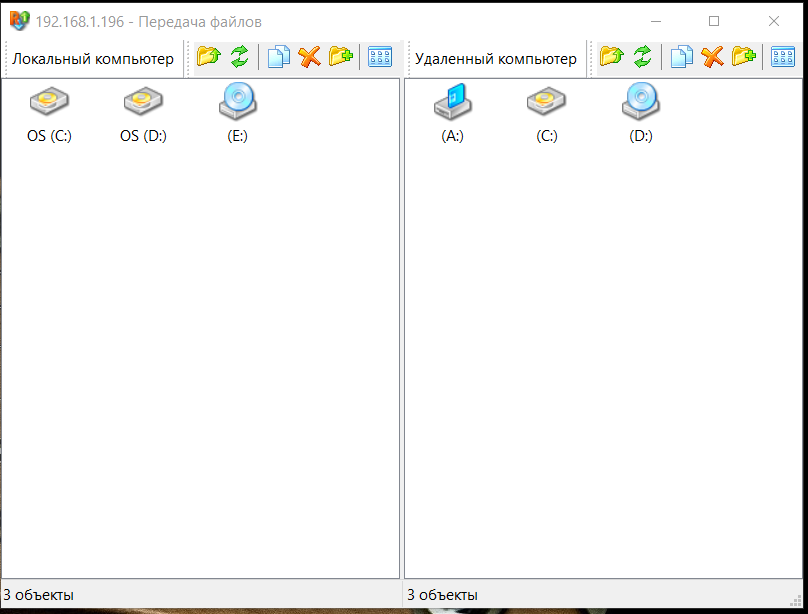 192.168.1.196 - Передача файлов
Локальный компьютер
Удаленный компьютер
OS (C:)
OS (D:)
(E:)
(A:)
(C:)
(D:)
3 объекты
3 объекты